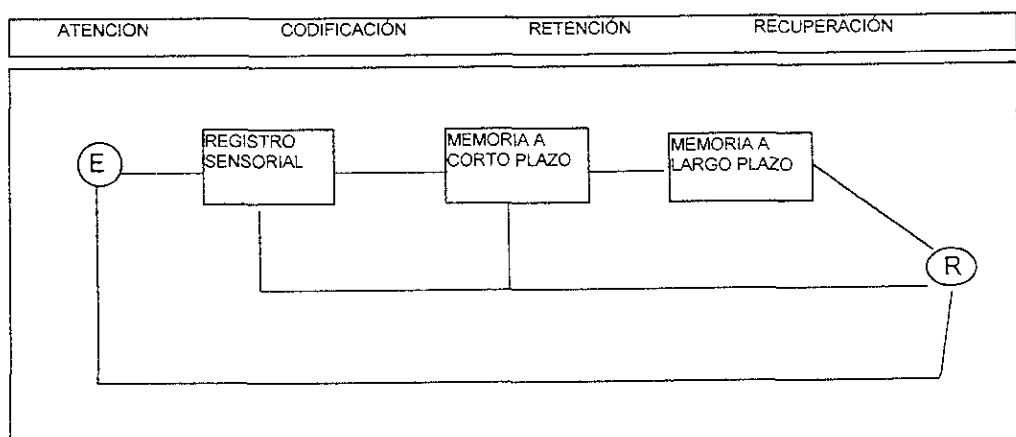 ATENCION CODIFICACIÓN RETENCIÓN RECUPERACIÓN
REGISTRO
SENSORIAL
MEMORIA A
CORTO PLAZO
MEMORIA A
LARGO PLAZO
E
R